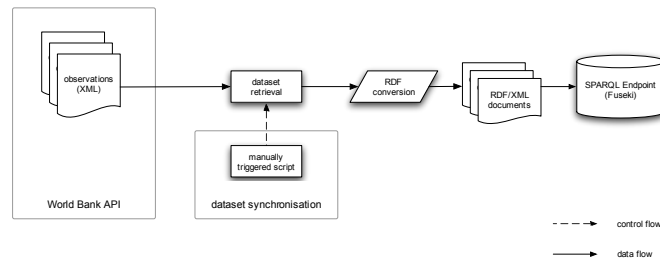 observations
(XML)
World Bank API
dataset
retrieval
manually
triggered script
dataset synchronisation
RDF
conversion
RDF/XML
documents
SPARQL Endpoint
(Fuseki)
control flow
data flow